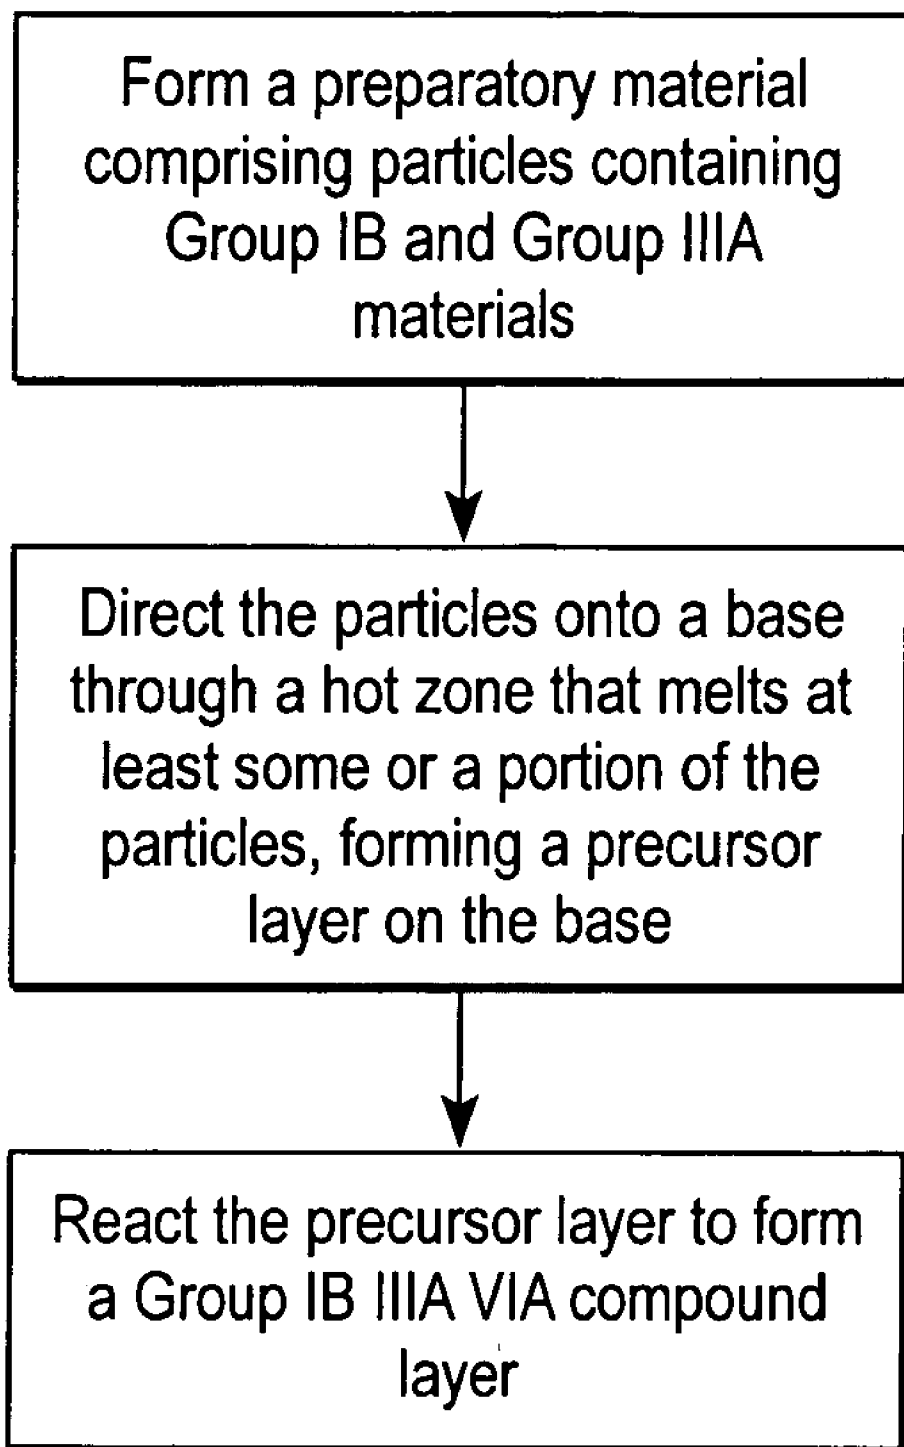 Form a preparatory material
comprising particles containing
Group IB and Group IIIA
materials
Direct the particles onto a base
through a hot zone that melts at
least some or a portion of the
particles, forming a precursor
layer on the base
React the precursor layer to form
a Group IB IIIA VIA compound
layer